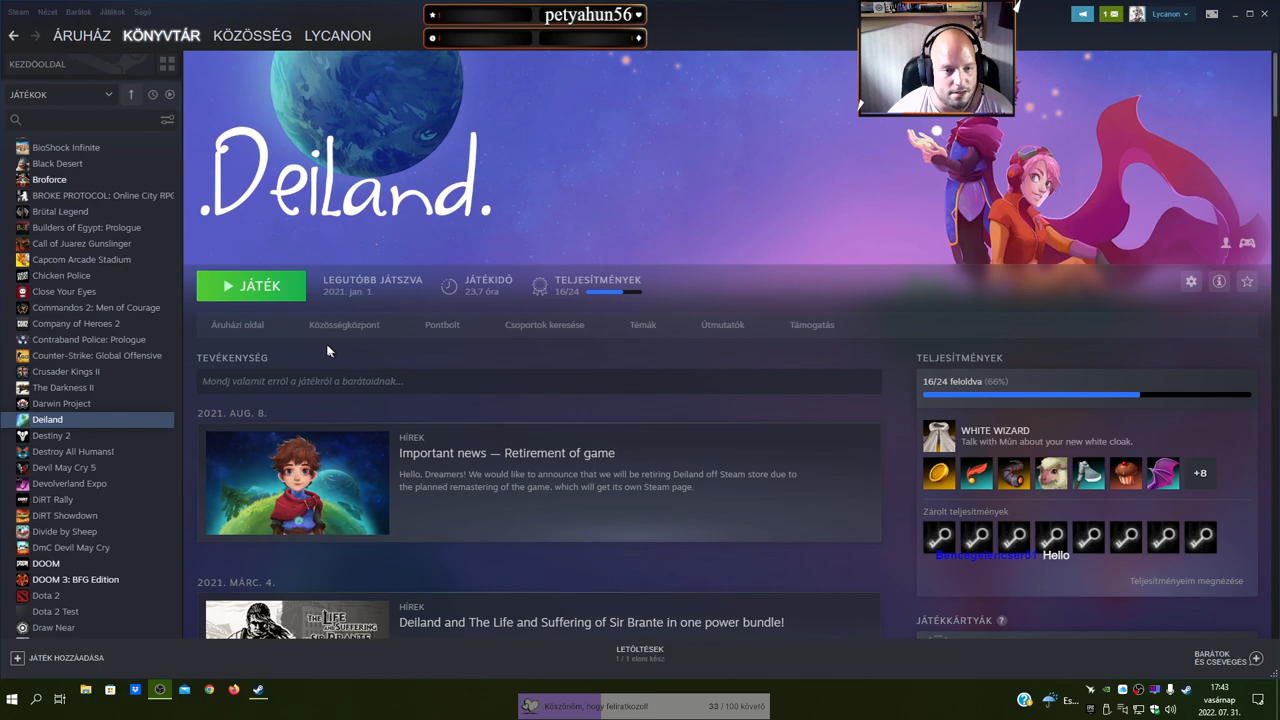 Steam Nézet Barátok Játékok Súgó
petyahun56
1
Lycanon
ÁRUHÁZ KÖNYVTÁR KÖZÖSSÉG LYCANON
KEZDŐOLDAL
JÁTÉKOK
BioShock Infinite
Black Desert
Broforce
BROKE PROTOCOL: Online City RPG
Brütal Legend
Builders of Egypt: Prologue
Call of Juarez Gunslinger
Capcom Arcade Stadium
Chicken Police
Close Your Eyes
Commandos 2: Men of Courage
Company of Heroes 2
Contraband Police: Prologue
Counter-Strike: Global Offensive
Crusader Kings II
The Darkness II
Darwin Project
Deiland
Destiny 2
Destroy All Humans!
Devil May Cry 5
Devolverland Expo
DiRT Rally
DiRT Showdown
Divide by Sheep
DmC Devil May Cry
DOOM
DOOM 3: BFG Edition
Dota 2
Dota 2 Test
Draw Near
JÁTÉK HOZZÁADÁSA
.Deiland.
JÁTÉK
LEGUTÓBB JÁTSZVA
2021. jan. 1.
JÁTÉKIDŐ
23,7 óra
TELJESÍTMÉNYEK
16/24
Áruházi oldal Közösségközpont Pontbolt Csoportok keresése Témák Útmutatók Támogatás
TEVÉKENYSÉG
Mondj valamit erről a játékról a barátaidnak...
2021. AUG. 8.
HÍREK
Important news — Retirement of game
Hello, Dreamers! We would like to announce that we will be retiring Deiland off Steam store due to
the planned remastering of the game, which will get its own Steam page.
2021. MÁRC. 4.
HÍREK
Deiland and The Life and Suffering of Sir Brante in one power bundle!
THE LIFE
AND SUFFERING
OF SIR BRANTE
TELJESÍTMÉNYEK
16/24 feloldva (66%)
WHITE WIZARD
Talk with Mûn about your new white cloak.
+8
Zárolt teljesítmények
Hello
Teljesítményeim megnézése
JÁTÉKKÁRTYÁK ?
LETÖLTÉSEK
1 / 1 elem kész
BARÁTOK
ÉS CSEVEGÉS
Köszönöm, hogy feliratkozol! 33 / 100 követő
Es...
17:43
vasárnap
2022. 07. 31.